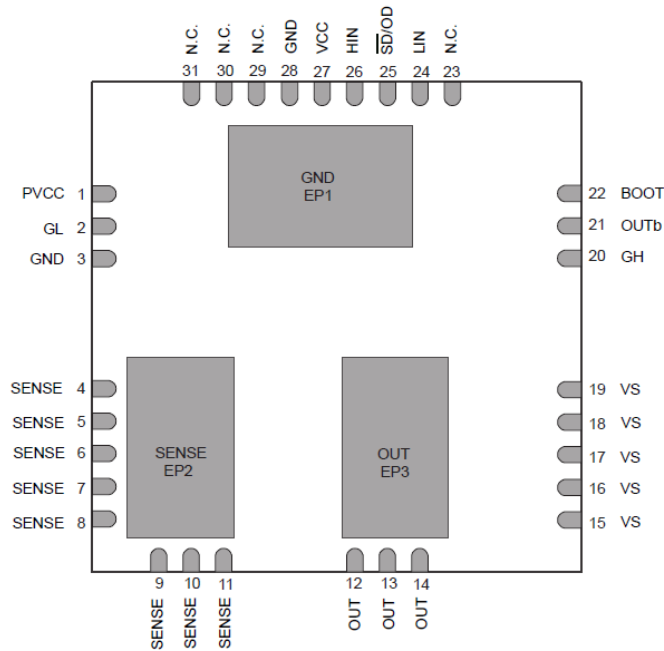 N.C. N.C. N.C. GND VCC HIN S̅D̅/OD LIN N.C.
31 30 29 28 27 26 25 24 23
GND
EP1
PVCC 1
GL 2
GND 3
22 BOOT
21 OUTb
20 GH
SENSE 4
SENSE 5
SENSE 6
SENSE 7
SENSE 8
SENSE
EP2
OUT
EP3
19 VS
18 VS
17 VS
16 VS
15 VS
9 10 11 12 13 14
SENSE SENSE SENSE OUT OUT OUT